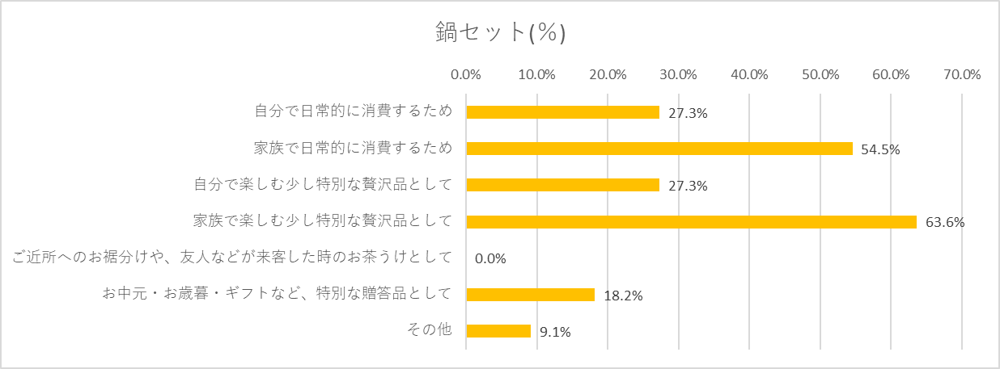 鍋セット(％)
0.0% 10.0% 20.0% 30.0% 40.0% 50.0% 60.0% 70.0%
自分で日常的に消費するため 27.3%
家族で日常的に消費するため 54.5%
自分で楽しむ少し特別な贅沢品として 27.3%
家族で楽しむ少し特別な贅沢品として 63.6%
ご近所へのお裾分けや、友人などが来客した時のお茶うけとして 0.0%
お中元・お歳暮・ギフトなど、特別な贈答品として 18.2%
その他 9.1%